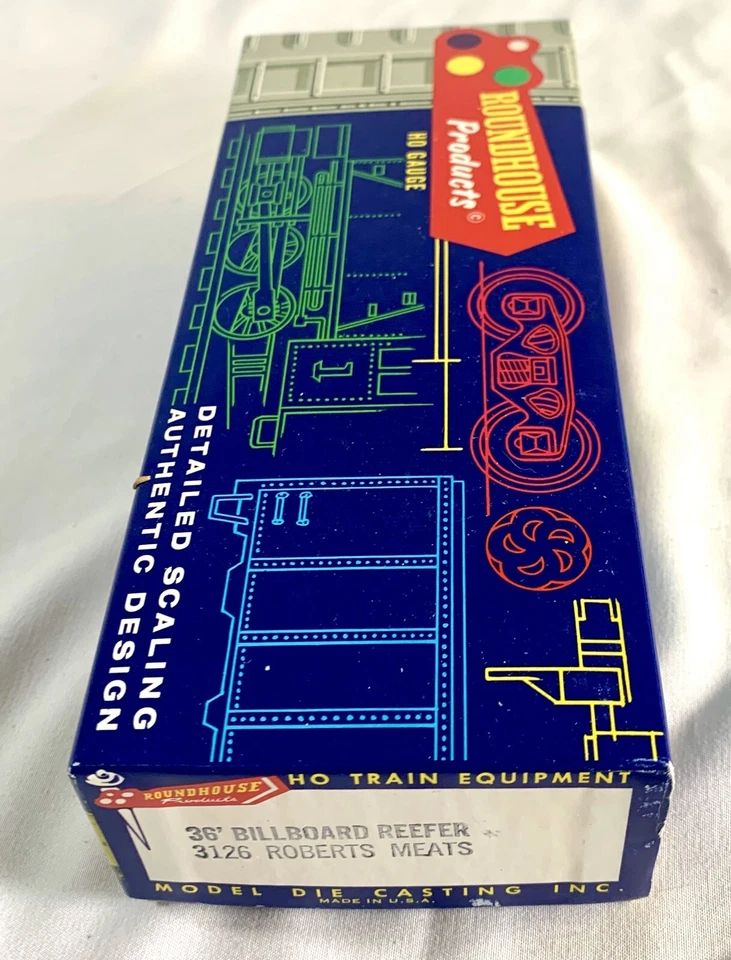 ROUNDHOUSE
Products©
HO GAUGE
1
DETAILED SCALING
AUTHENTIC DESIGN
ROUNDHOUSE
Products
HO TRAIN EQUIPMENT
36' BILLBOARD REEFER
3126 ROBERTS MEATS
MODEL DIE CASTING INC.
MADE IN U.S.A.